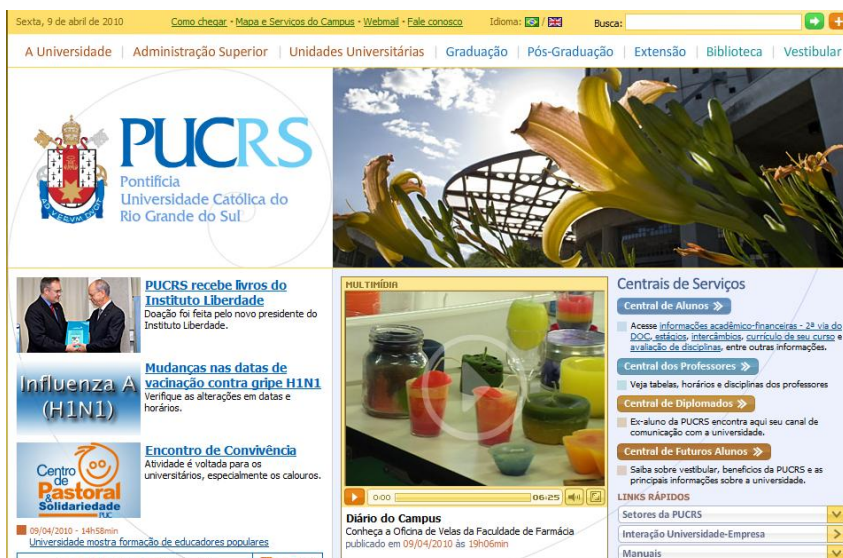 Sexta, 9 de abril de 2010
Como chegar - Mapa e Serviços do Campus - Webmail - Fale conosco
Idioma: /
Busca:
A Universidade | Administração Superior | Unidades Universitárias | Graduação | Pós-Graduação | Extensão | Biblioteca | Vestibular
PUCRS
Pontifícia
Universidade Católica do
Rio Grande do Sul
AD VERUM DUCIT
PUCRS recebe livros do
Instituto Liberdade
Doação foi feita pelo novo presidente do
Instituto Liberdade.
Influenza A
(H1N1)
Mudanças nas datas de
vacinação contra gripe H1N1
Verifique as alterações em datas e
horários.
Centro
de
Pastoral
&
Solidariedade
PUC
Encontro de Convivência
Atividade é voltada para os
universitários, especialmente os calouros.
09/04/2010 - 14h58min
Universidade mostra formação de educadores populares
MULTIMÍDIA
0:00
06:25
Diário do Campus
Conheça a Oficina de Velas da Faculdade de Farmácia
publicado em 09/04/2010 às 19h06min
Centrais de Serviços
Central de Alunos
Acesse informações acadêmico-financeiras - 2ª via do
DOC, estágios, intercâmbios, currículo de seu curso e
avaliação de disciplinas, entre outras informações.
Central dos Professores
Veja tabelas, horários e disciplinas dos professores
Central de Diplomados
Ex-aluno da PUCRS encontra aqui seu canal de
comunicação com a universidade.
Central de Futuros Alunos
Saiba sobre vestibular, benefícios da PUCRS e as
principais informações sobre a universidade.
LINKS RÁPIDOS
Setores da PUCRS
Interação Universidade-Empresa
Manuais